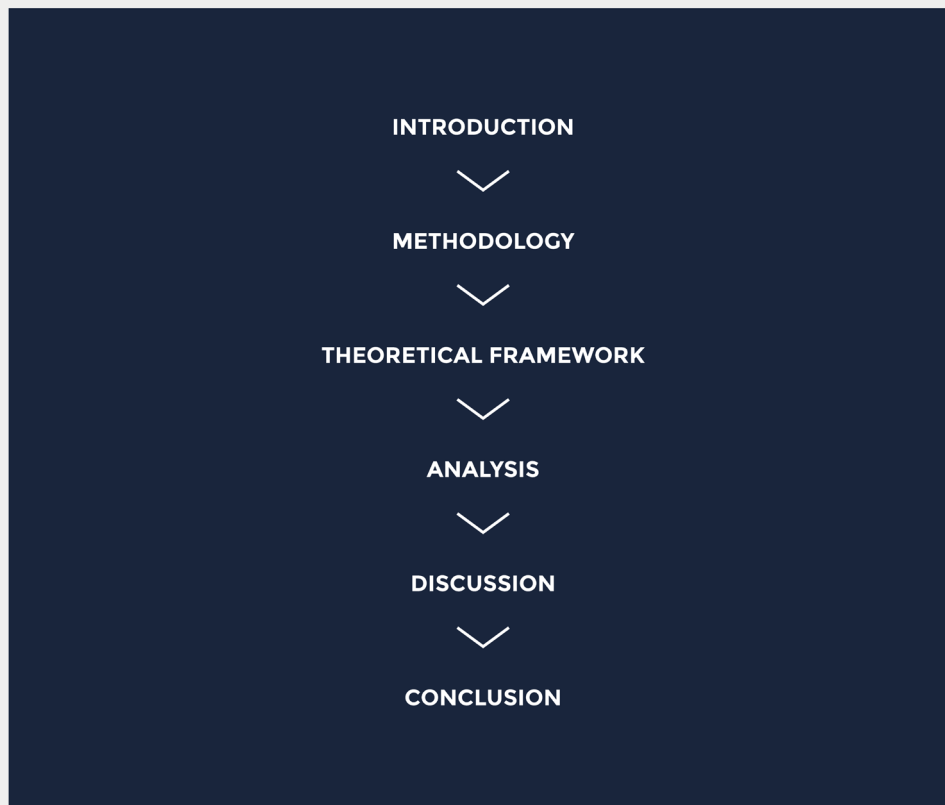 INTRODUCTION
METHODOLOGY
THEORETICAL FRAMEWORK
ANALYSIS
DISCUSSION
CONCLUSION